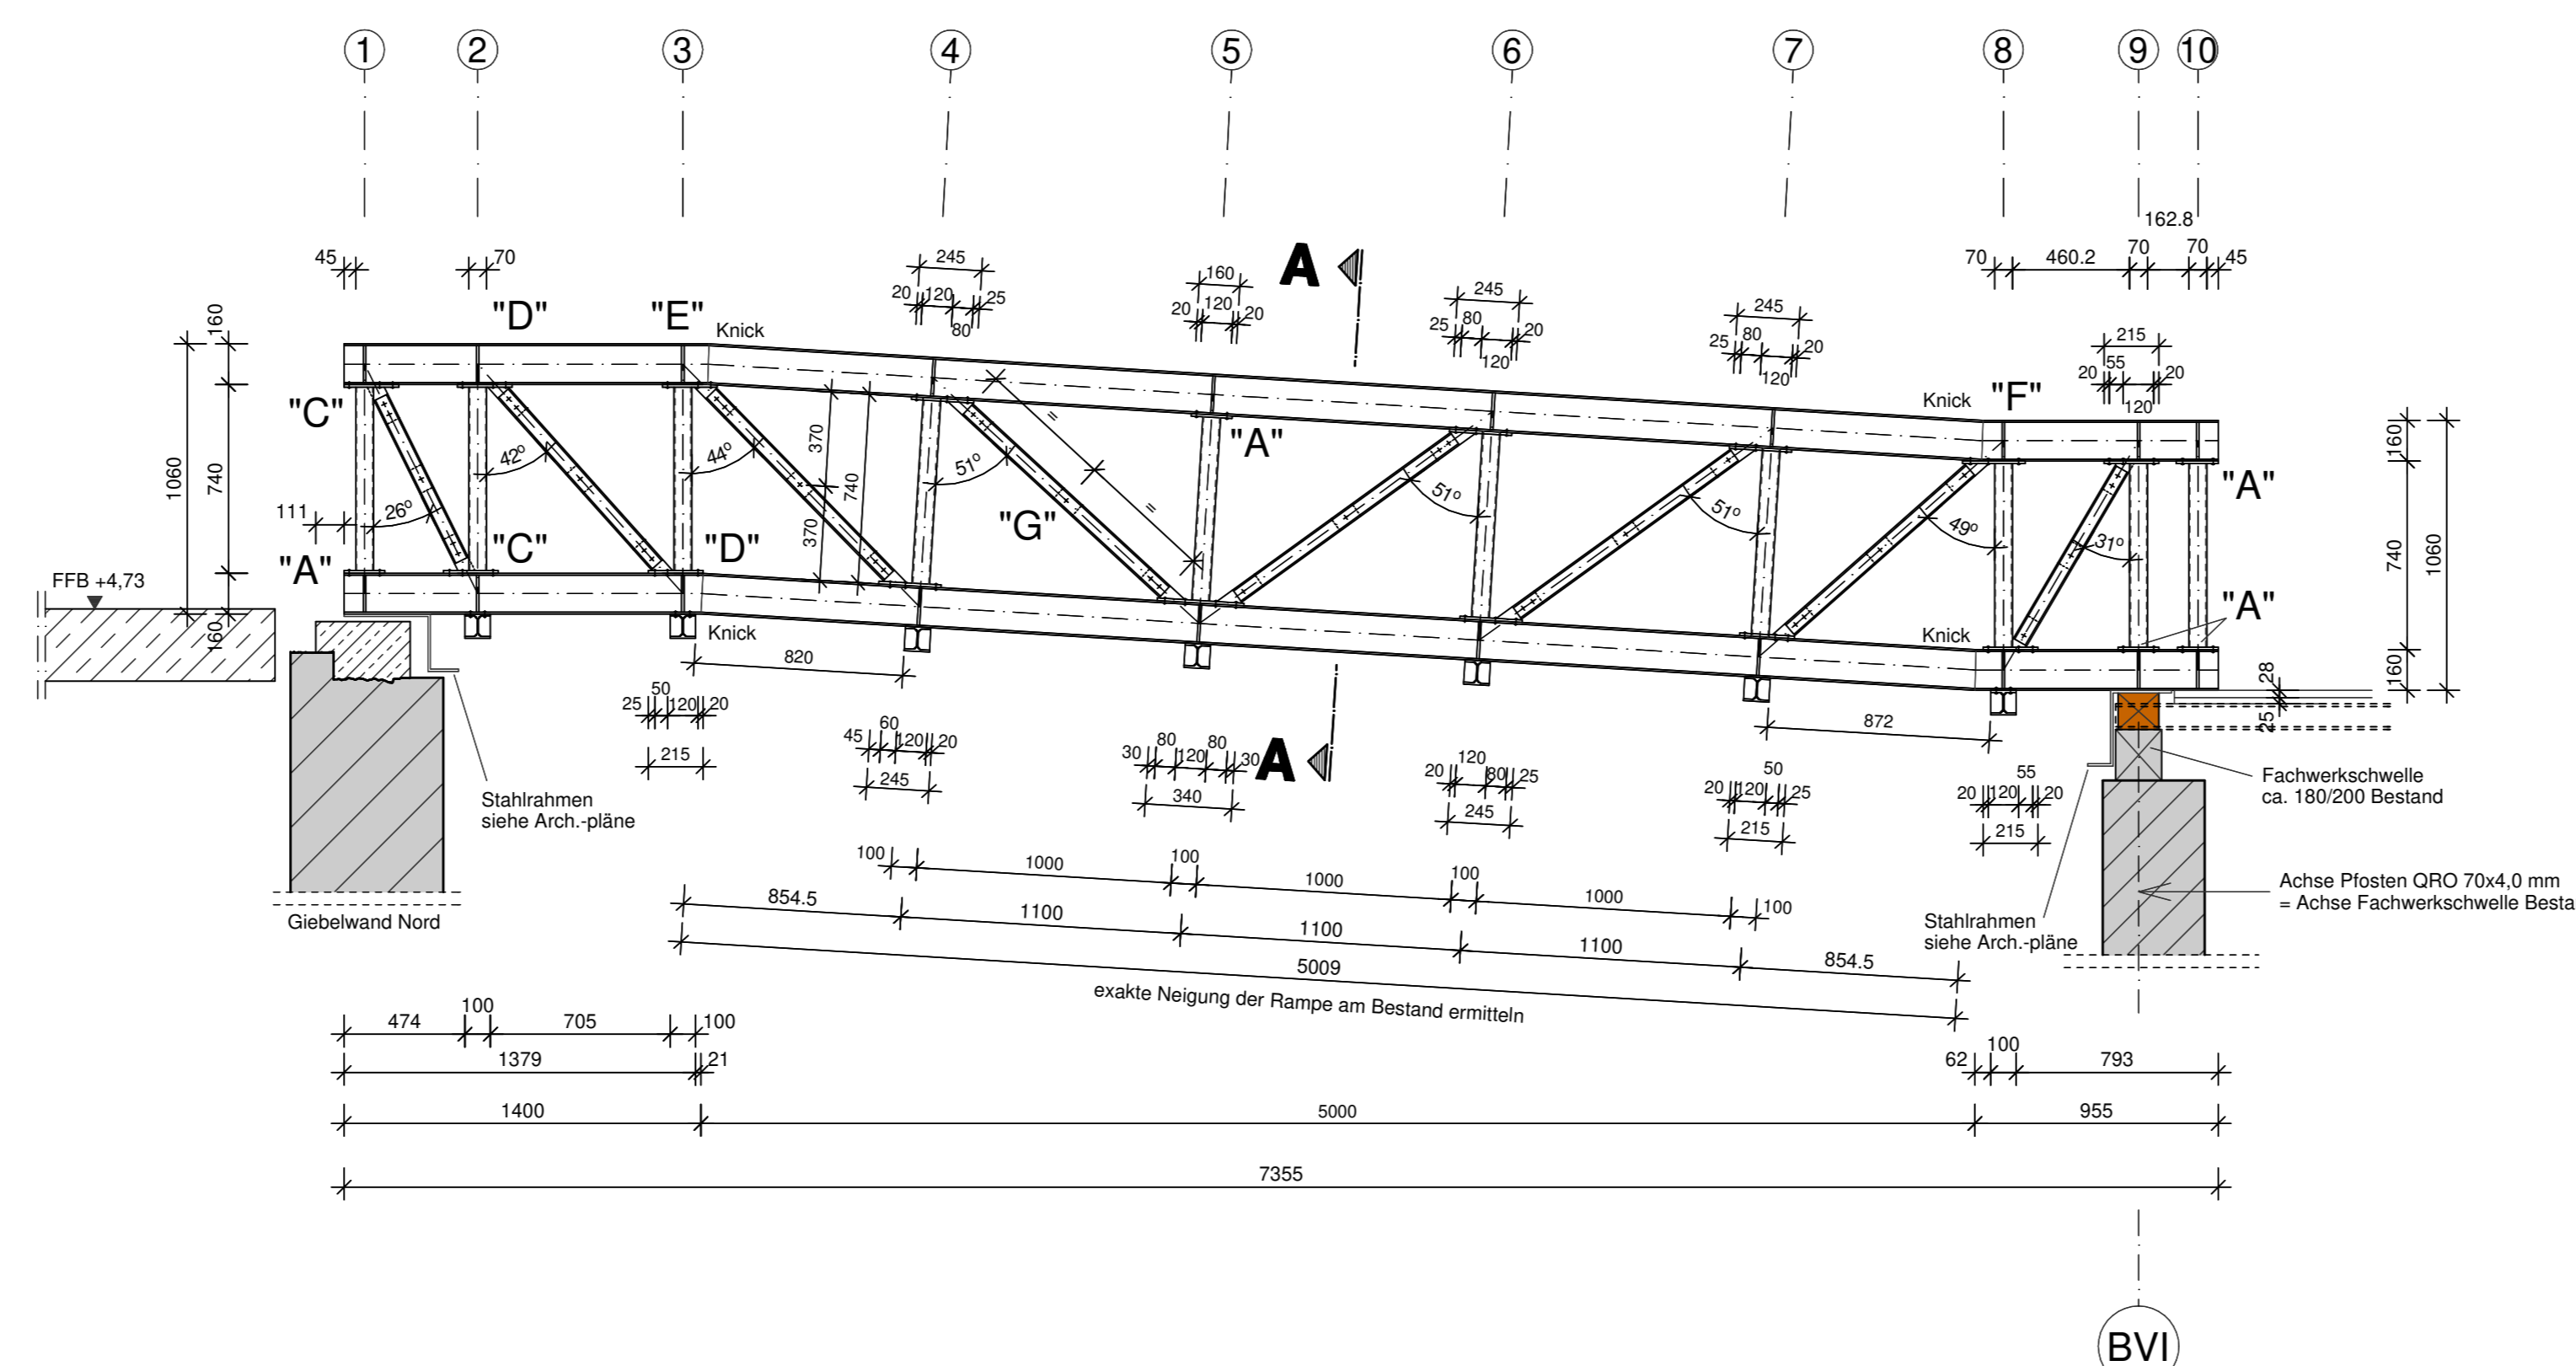 1 2 3 4 5 6 7 8 9 10
162.8
45 70 245 160 245 245 70 460.2 70 70 45
20 120 25
80
20 120 20
25 80 20
120
25 80 20
120
215
20 55 20
120
"D" "E" Knick A
160
"C" 42° 44° 370 740 51° "G" "A" 51° 51° Knick "F" 49° 31° "A"
1060 740 26° 370
160 740 1060
111
"A" "C" "D" "A"
FFB +4,73
160
Knick Knick
820 872
160 28
25
25 50 120 20
215
45 60 120 20
245
30 80 120 80 30
340
A
20 120 80 25
245
20 120 50 25
215
20 120 55 20
215
Stahlrahmen
siehe Arch.-pläne
Fachwerkschwelle
ca. 180/200 Bestand
100 1000 100 1000 100 1000 100
854.5 1100 1100 1100 854.5
5009
exakte Neigung der Rampe am Bestand ermitteln
Giebelwand Nord
Stahlrahmen
siehe Arch.-pläne
Achse Pfosten QRO 70x4,0 mm
= Achse Fachwerkschwelle Besta
474 100 705 100
1379 21
62 100 793
1400 5000 955
7355
BVI